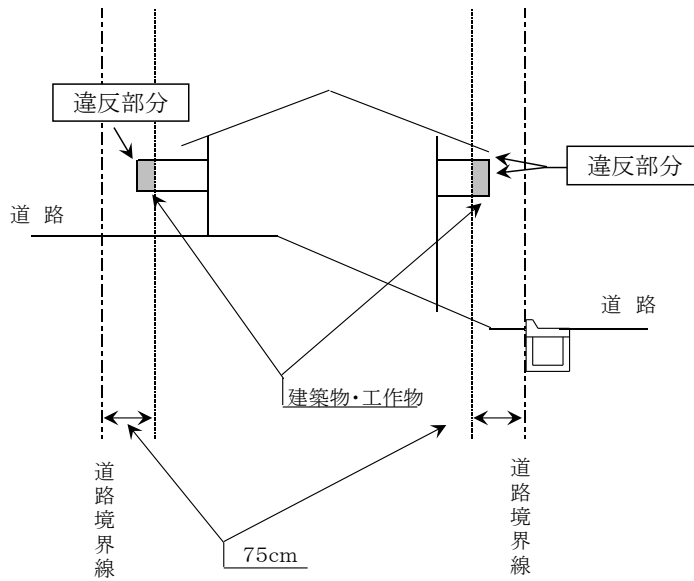 違反部分
違反部分
道 路
道 路
建築物・工作物
道路境界線
道路境界線
75cm